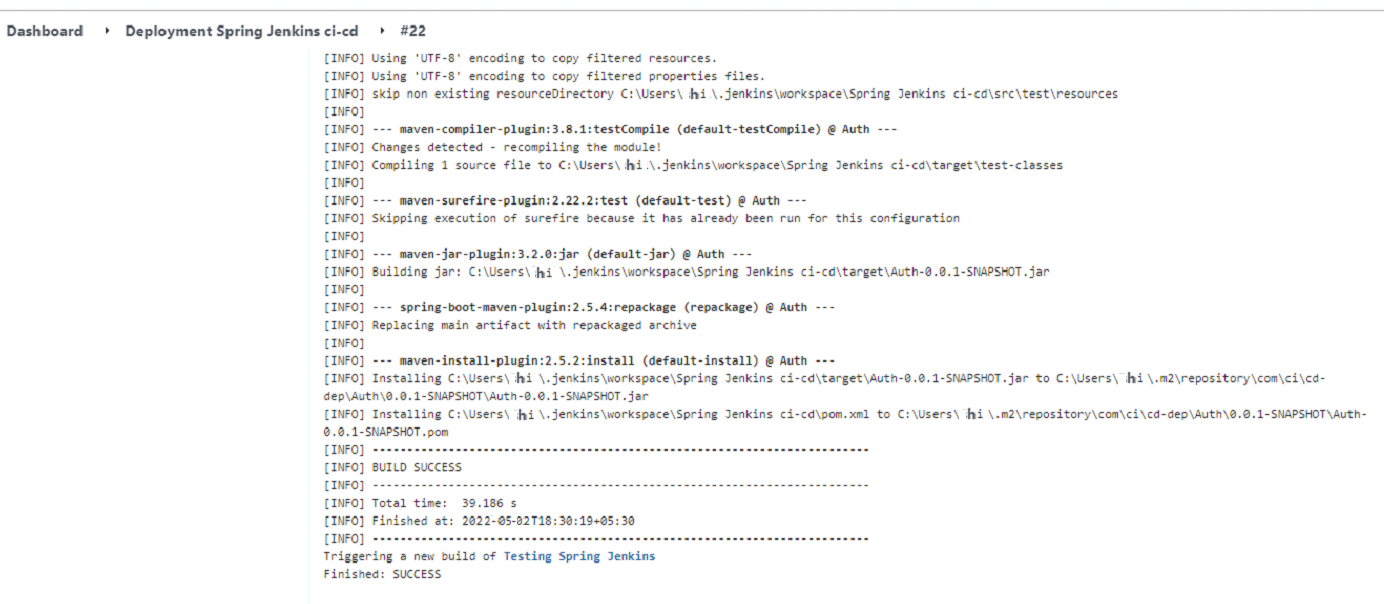 Dashboard ▸ Deployment Spring Jenkins ci-cd ▸ #22
[INFO] Using 'UTF-8' encoding to copy filtered resources.
[INFO] Using 'UTF-8' encoding to copy filtered properties files.
[INFO] skip non existing resourceDirectory C:\Users\ hi \.jenkins\workspace\Spring Jenkins ci-cd\src\test\resources
[INFO]
[INFO] --- maven-compiler-plugin:3.8.1:testCompile (default-testCompile) @ Auth ---
[INFO] Changes detected - recompiling the module!
[INFO] Compiling 1 source file to C:\Users\ hi \.jenkins\workspace\Spring Jenkins ci-cd\target\test-classes
[INFO]
[INFO] --- maven-surefire-plugin:2.22.2:test (default-test) @ Auth ---
[INFO] Skipping execution of surefire because it has already been run for this configuration
[INFO]
[INFO] --- maven-jar-plugin:3.2.0:jar (default-jar) @ Auth ---
[INFO] Building jar: C:\Users\ hi \.jenkins\workspace\Spring Jenkins ci-cd\target\Auth-0.0.1-SNAPSHOT.jar
[INFO]
[INFO] --- spring-boot-maven-plugin:2.5.4:repackage (repackage) @ Auth ---
[INFO] Replacing main artifact with repackaged archive
[INFO]
[INFO] --- maven-install-plugin:2.5.2:install (default-install) @ Auth ---
[INFO] Installing C:\Users\ hi \.jenkins\workspace\Spring Jenkins ci-cd\target\Auth-0.0.1-SNAPSHOT.jar to C:\Users\ hi \.m2\repository\com\ci\cd-
dep\Auth\0.0.1-SNAPSHOT\Auth-0.0.1-SNAPSHOT.jar
[INFO] Installing C:\Users\ hi \.jenkins\workspace\Spring Jenkins ci-cd\pom.xml to C:\Users\ hi \.m2\repository\com\ci\cd-dep\Auth\0.0.1-SNAPSHOT\Auth-
0.0.1-SNAPSHOT.pom
[INFO] ------------------------------------------------------------------------
[INFO] BUILD SUCCESS
[INFO] ------------------------------------------------------------------------
[INFO] Total time:  39.186 s
[INFO] Finished at: 2022-05-02T18:30:19+05:30
[INFO] ------------------------------------------------------------------------
Triggering a new build of Testing Spring Jenkins
Finished: SUCCESS